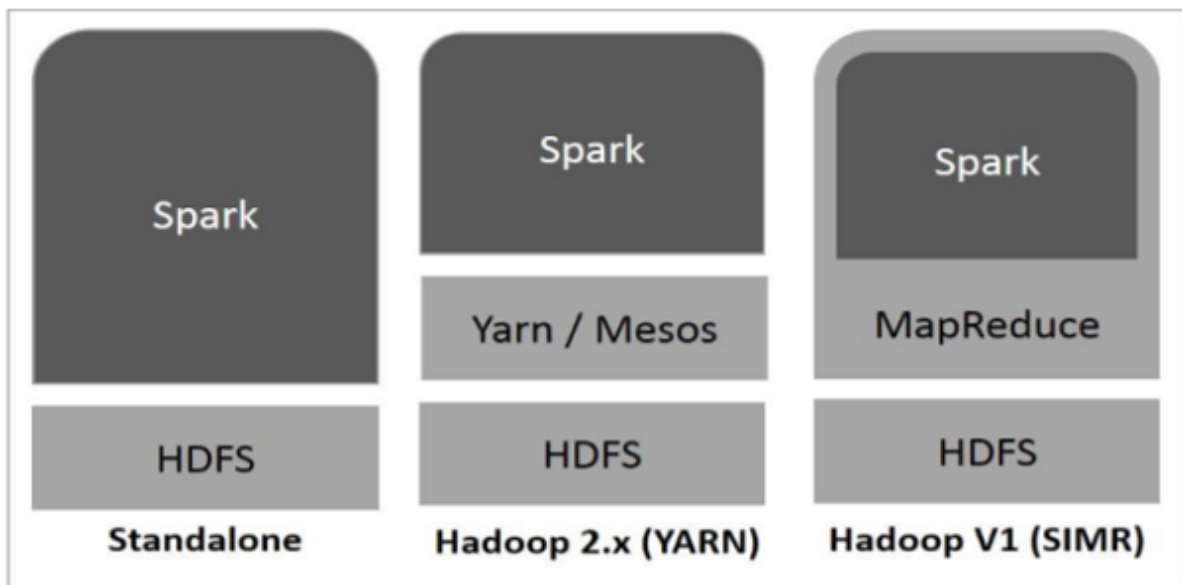 Spark
HDFS
Standalone
Spark
Yarn / Mesos
HDFS
Hadoop 2.x (YARN)
Spark
MapReduce
HDFS
Hadoop V1 (SIMR)